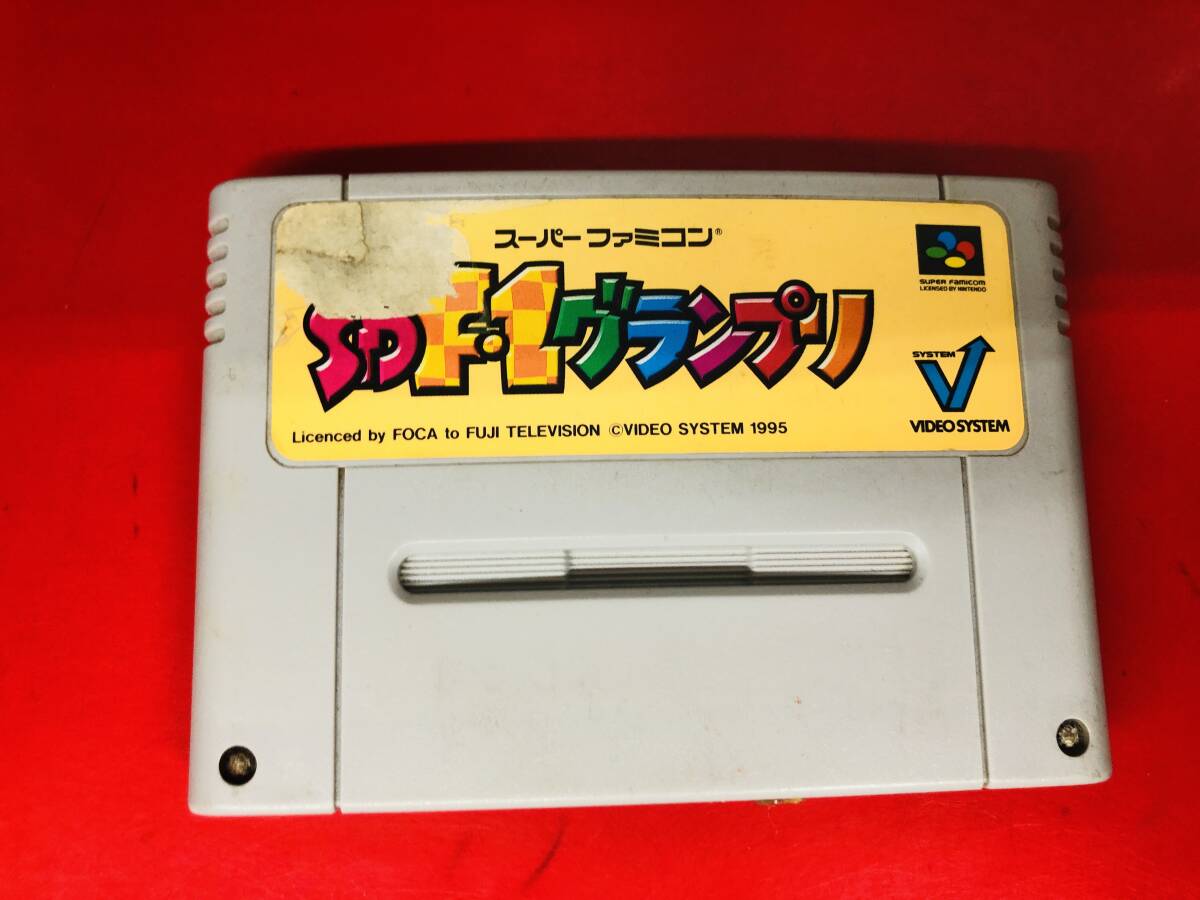 スーパーファミコン®
SD F-1グランプリ
SUPER FAMICOM
LICENSED BY NINTENDO
SYSTEM
V
VIDEO SYSTEM
Licenced by FOCA to FUJI TELEVISION ©VIDEO SYSTEM 1995